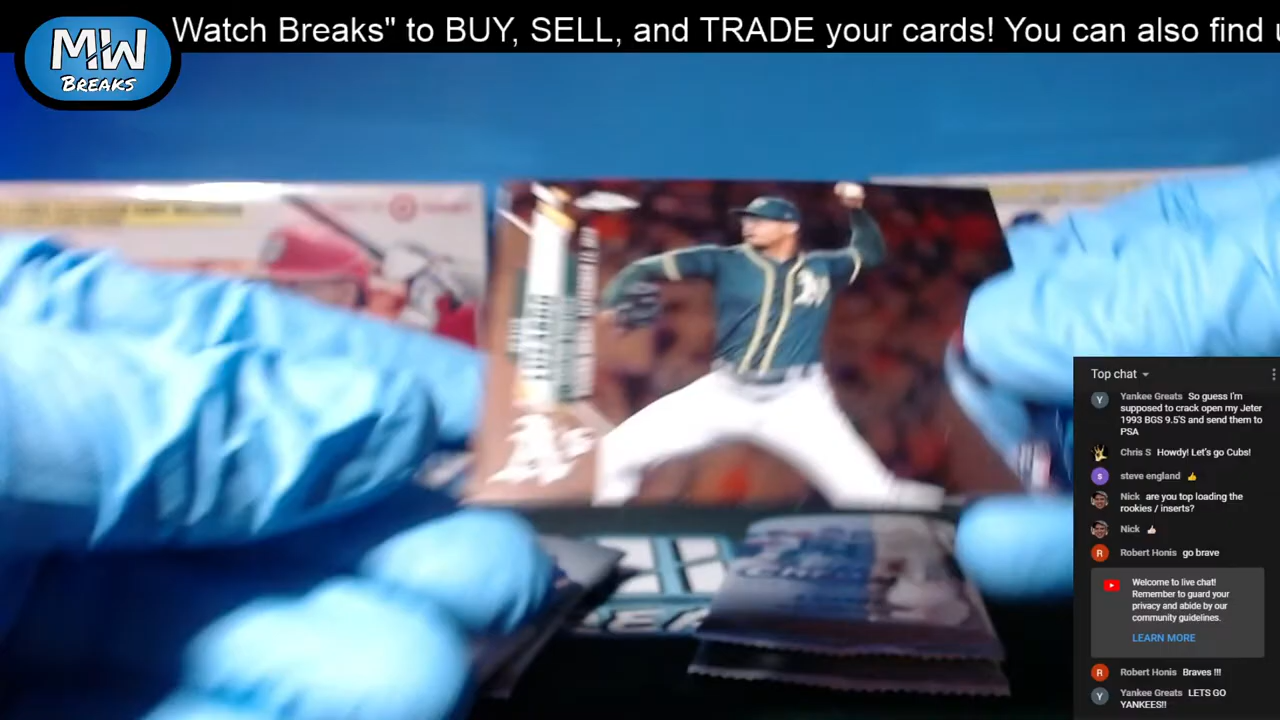 Watch Breaks" to BUY, SELL, and TRADE your cards! You can also find
MW
BREAKS
A's
Top chat
Yankee Greats So guess I'm
supposed to crack open my Jeter
1993 BGS 9.5'S and send them to
PSA
Chris S Howdy! Let's go Cubs!
steve england
Nick are you top loading the
rookies / inserts?
Nick
Robert Honis go brave
Welcome to live chat!
Remember to guard your
privacy and abide by our
community guidelines.
LEARN MORE
Robert Honis Braves !!!
Yankee Greats LETS GO
YANKEES!!